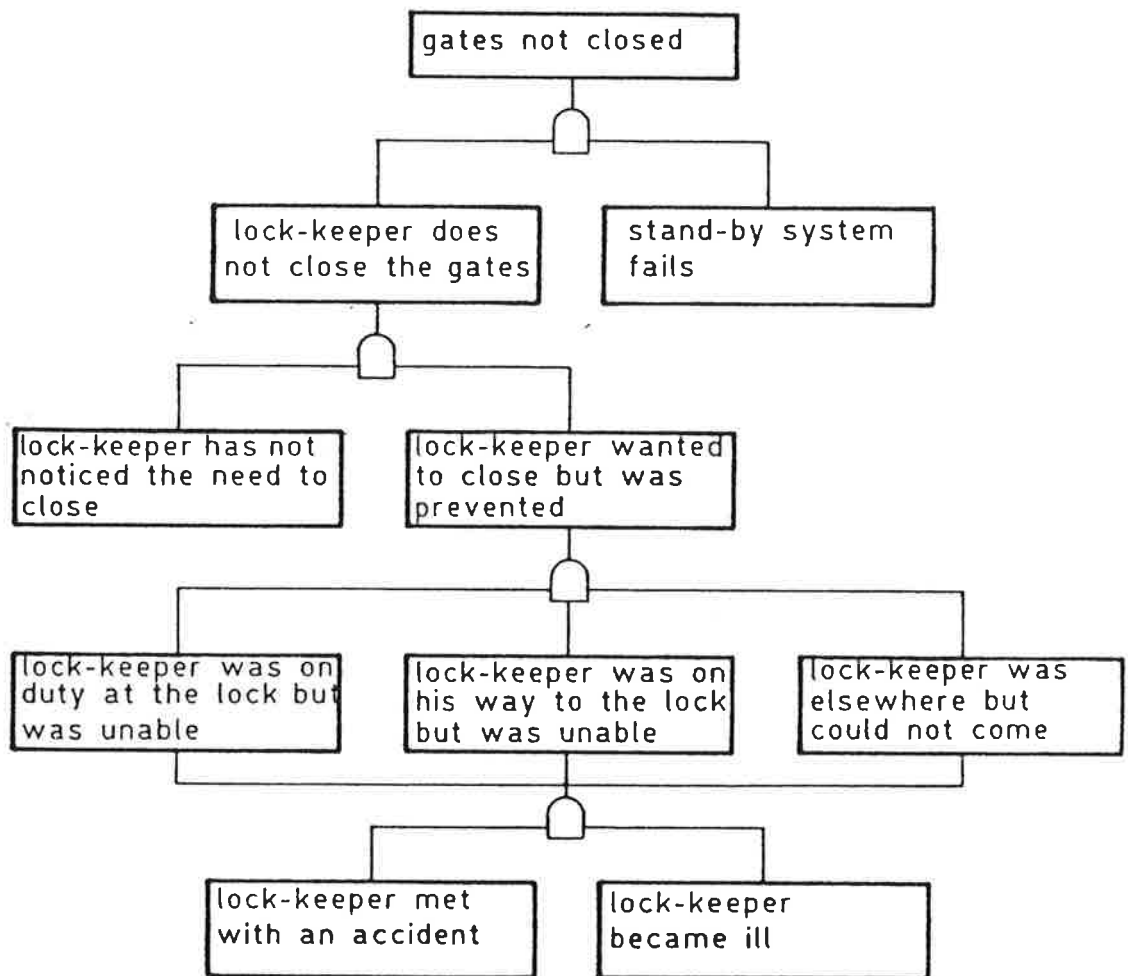 gates not closed
lock-keeper does
not close the gates
stand-by system
fails
lock-keeper has not
noticed the need to
close
lock-keeper wanted
to close but was
prevented
lock-keeper was on
duty at the lock but
was unable
lock-keeper was on
his way to the lock
but was unable
lock-keeper was
elsewhere but
could not come
lock-keeper met
with an accident
lock-keeper
became ill